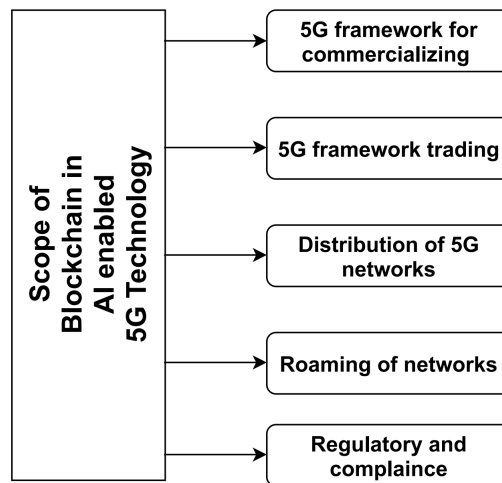 Scope of
Blockchain in
AI enabled
5G Technology
5G framework for
commercializing
5G framework trading
Distribution of 5G
networks
Roaming of networks
Regulatory and
complaince